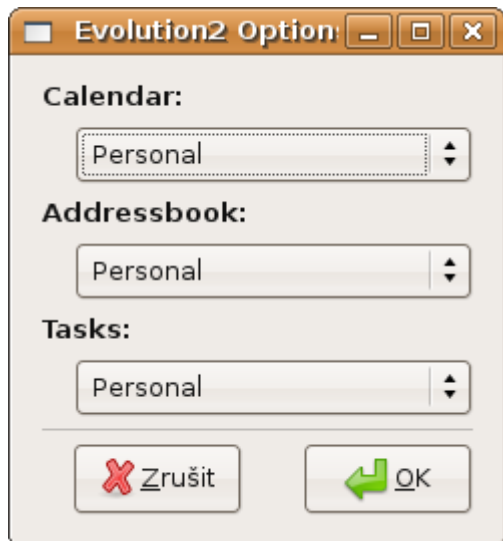 Evolution2 Option
Calendar:
Personal
Addressbook:
Personal
Tasks:
Personal
Zrušit OK